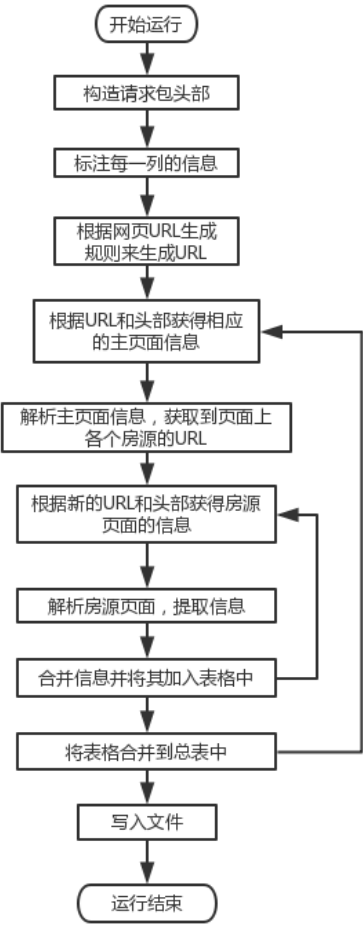 开始运行
构造请求包头部
标注每一列的信息
根据网页URL生成
规则来生成URL
根据URL和头部获得相应
的主页面信息
解析主页面信息，获取到页面上
各个房源的URL
根据新的URL和头部获得房源
页面的信息
解析房源页面，提取信息
合并信息并将其加入表格中
将表格合并到总表中
写入文件
运行结束